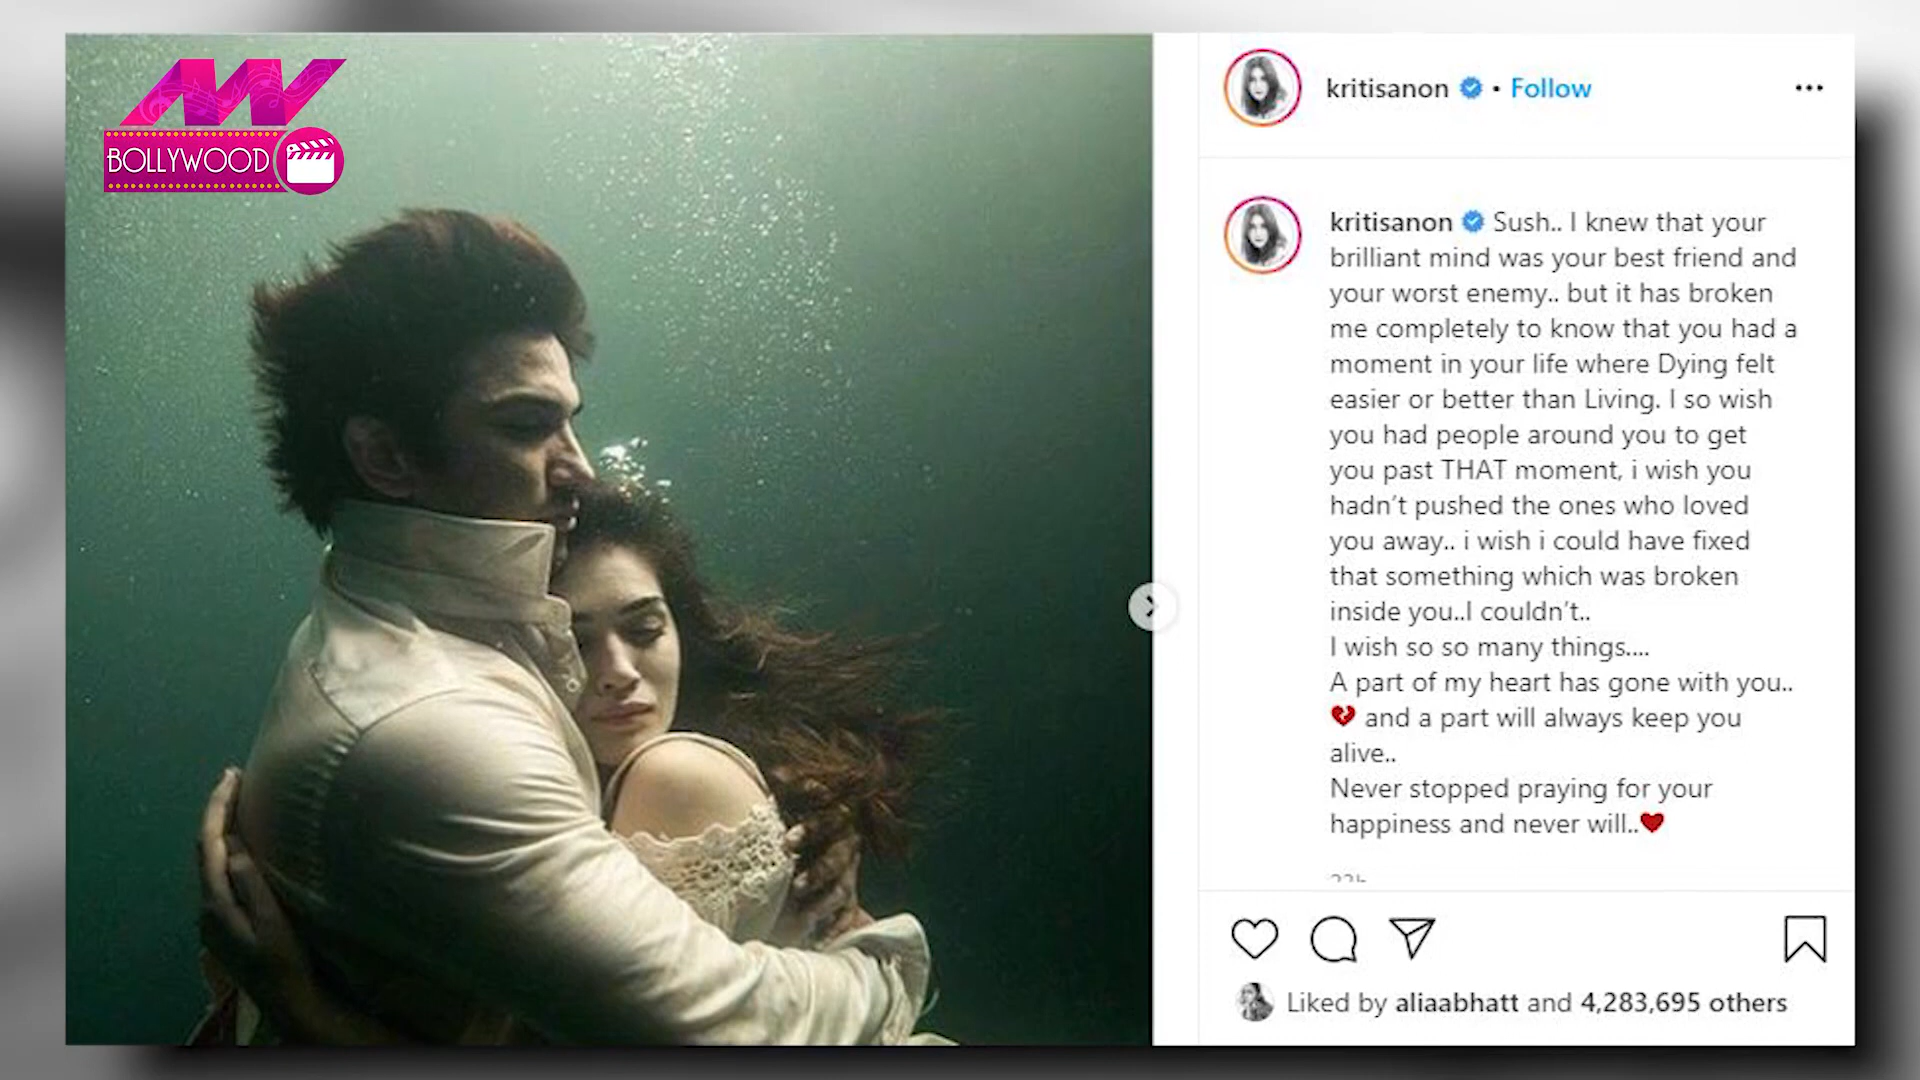 BOLLYWOOD
kritisanon • Follow
kritisanon Sush.. I knew that your
brilliant mind was your best friend and
your worst enemy.. but it has broken
me completely to know that you had a
moment in your life where Dying felt
easier or better than Living. I so wish
you had people around you to get
you past THAT moment, i wish you
hadn't pushed the ones who loved
you away.. i wish i could have fixed
that something which was broken
inside you..I couldn't..
I wish so so many things....
A part of my heart has gone with you..
💔 and a part will always keep you
alive..
Never stopped praying for your
happiness and never will..❤
Liked by aliaabhatt and 4,283,695 others